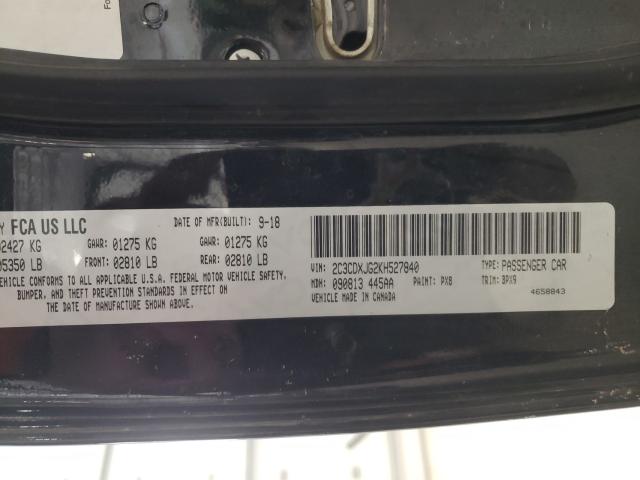 Fo
Y FCA US LLC
DATE OF MFR(BUILT): 9-18
02427 KG GAWR: 01275 KG GAWR: 01275 KG
05350 LB FRONT: 02810 LB REAR: 02810 LB
VEHICLE CONFORMS TO ALL APPLICABLE U.S.A. FEDERAL MOTOR VEHICLE SAFETY,
BUMPER, AND THEFT PREVENTION STANDARDS IN EFFECT ON
THE DATE OF MANUFACTURE SHOWN ABOVE.
VIN: 2C3CDXJG2KH527840 TYPE: PASSENGER CAR
MDH: 090813 445AA PAINT: PX8 TRIM: BPX9
VEHICLE MADE IN CANADA 4658843